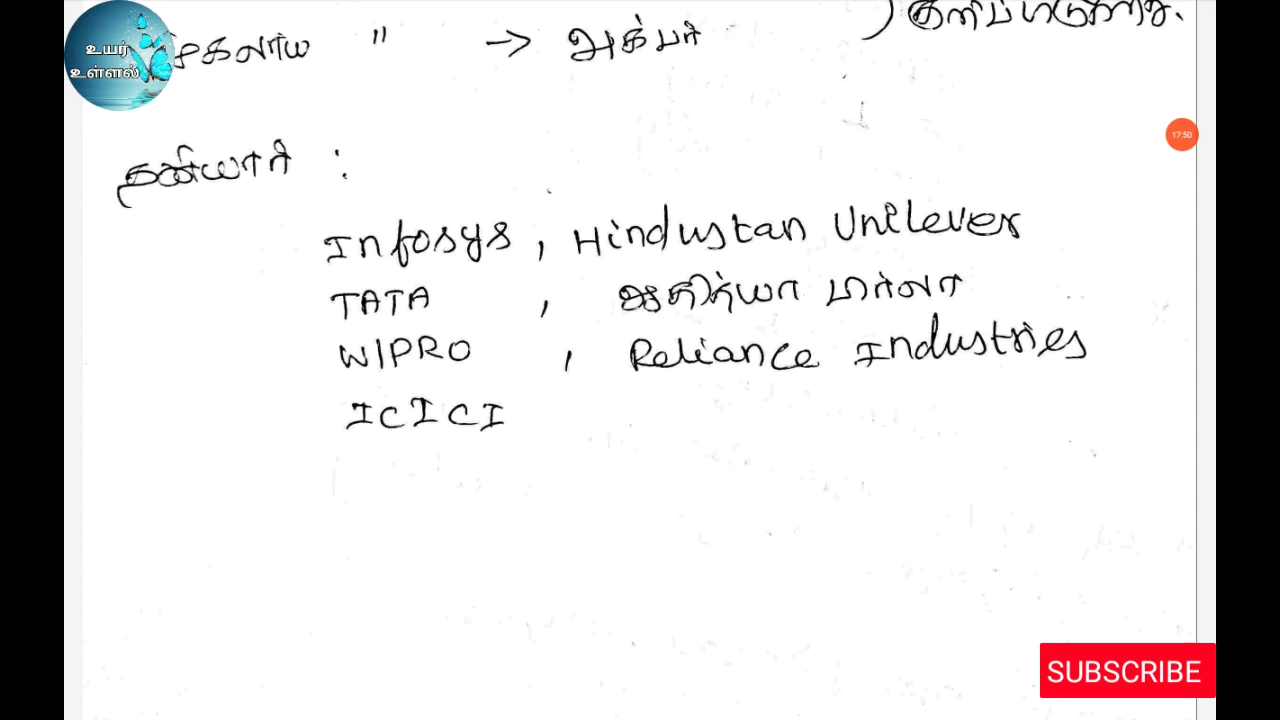 குறிப்பிடுகிறது.
முகலாய " → அக்பர்
உயர்
உள்ளல்
17:50
தனியார் :
Infosys , Hindustan Unilever
TATA , ஆதித்யா பிர்லா
WIPRO , Reliance Industries
ICICI
SUBSCRIBE